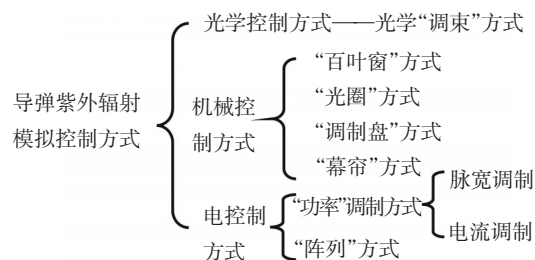 光学控制方式——光学“调束”方式
导弹紫外辐射
模拟控制方式
机械控
制方式
“百叶窗”方式
“光圈”方式
“调制盘”方式
“幕帘”方式
电控制
方式
“功率”调制方式
脉宽调制
电流调制
“阵列”方式